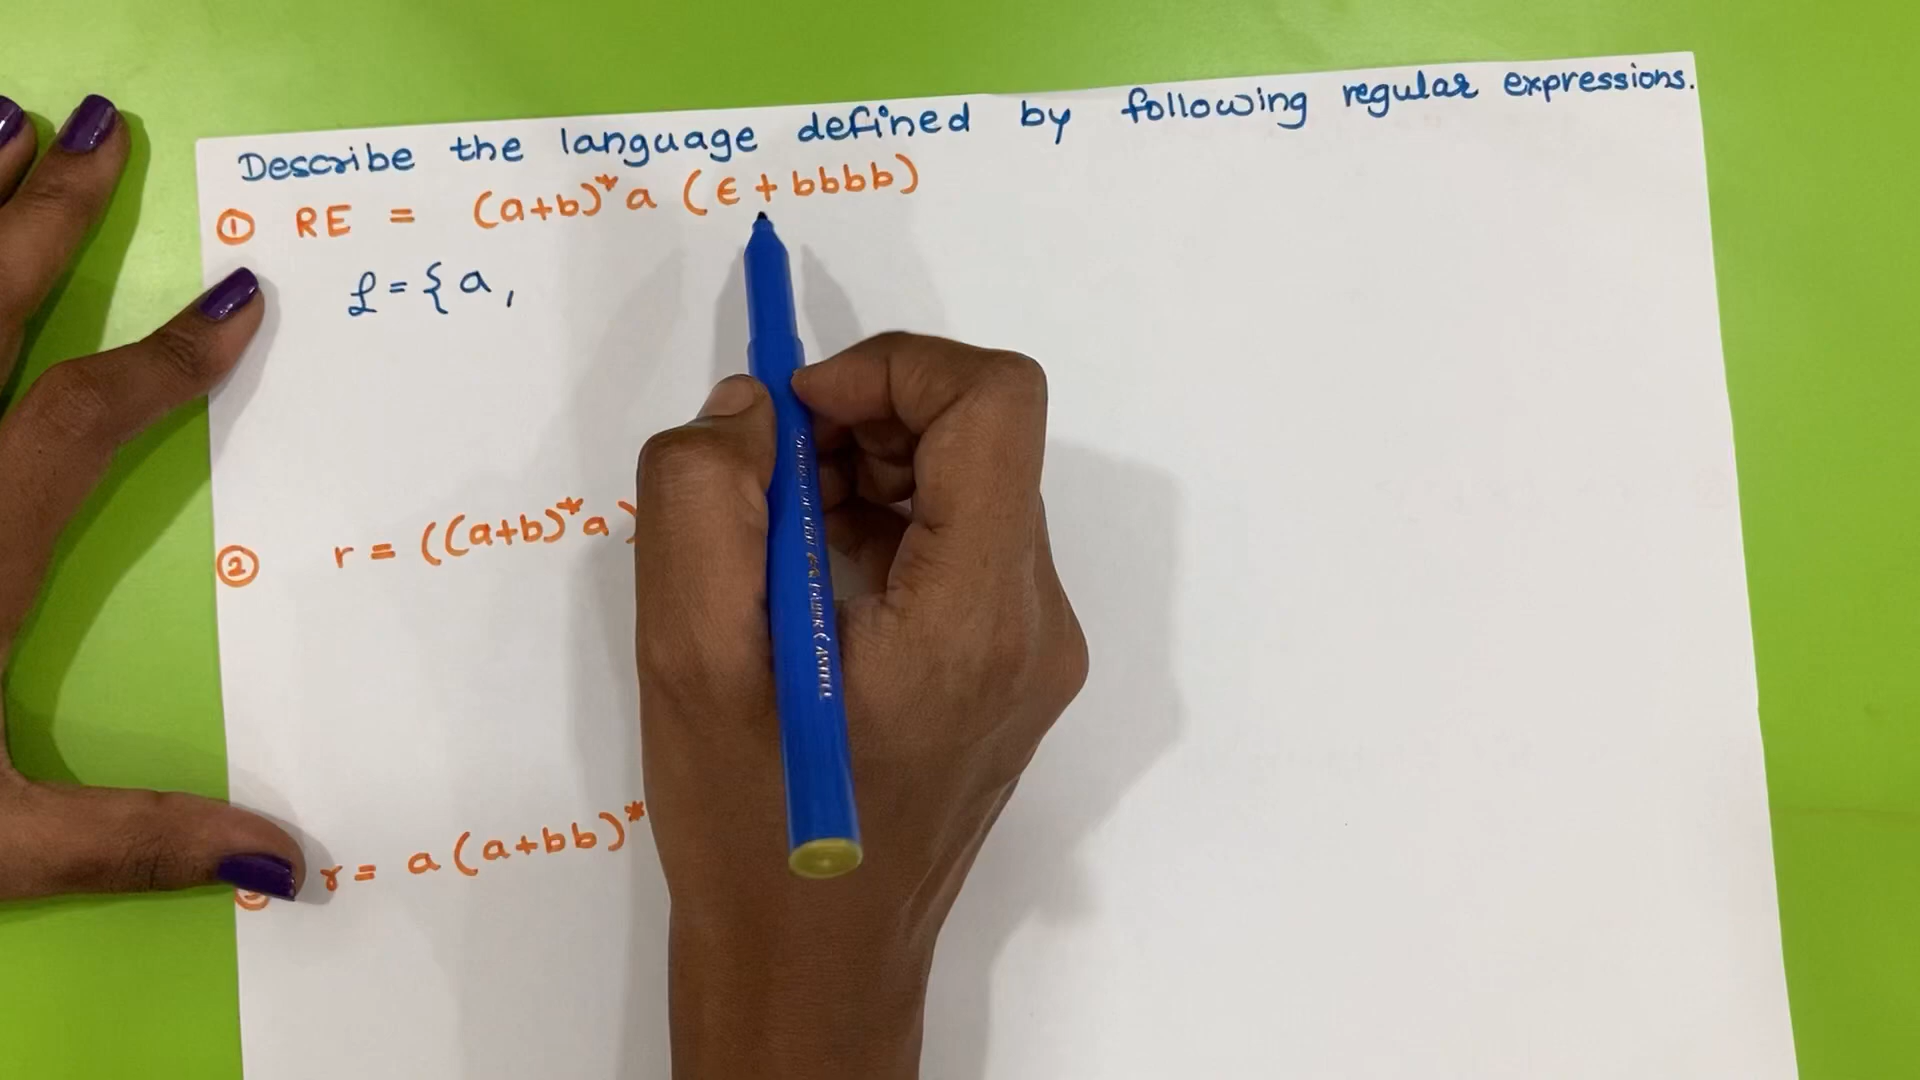 Describe the language defined by following regular expressions.
① RE = (a+b)*a (ϵ + bbbb)
L = { a ,
② r = ((a+b)*a )
r = a (a+bb)*